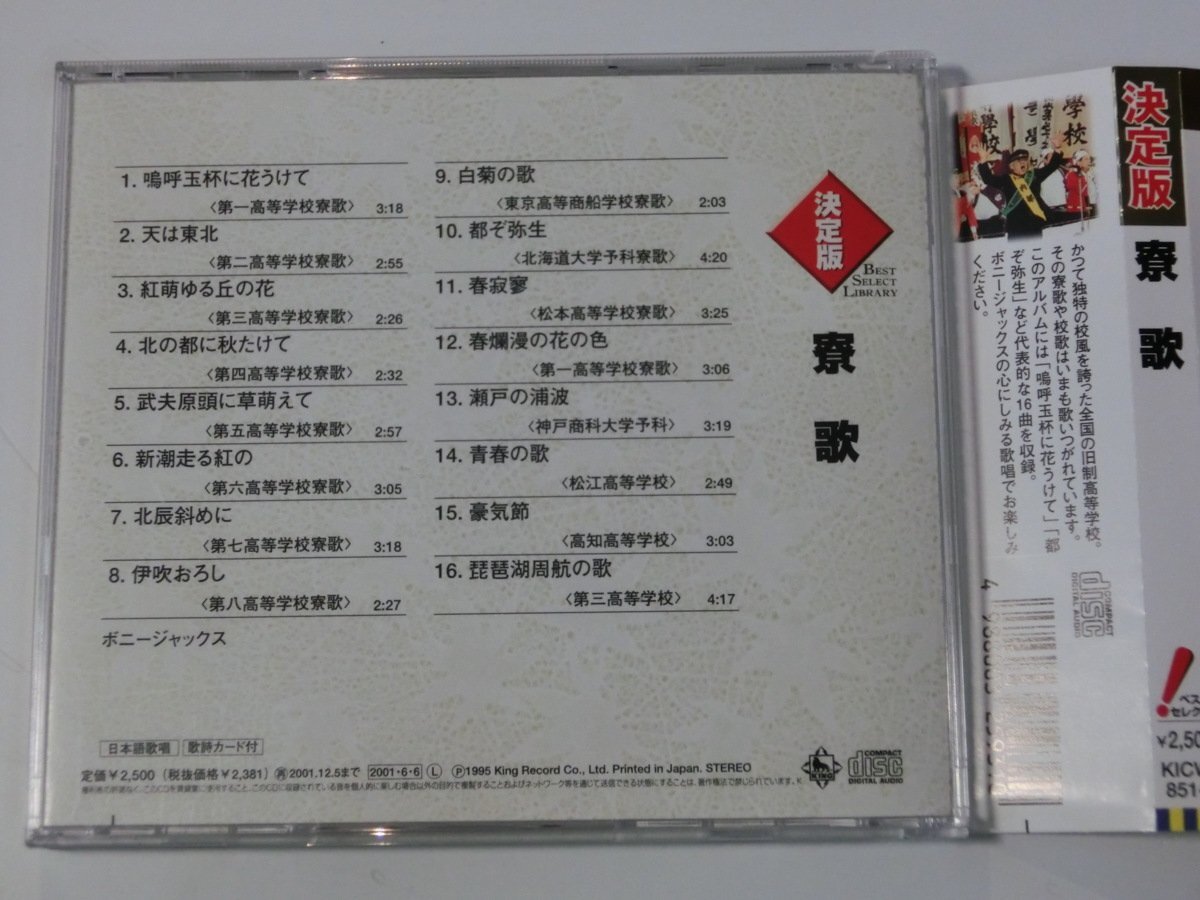 1. 嗚呼玉杯に花うけて
〈第一高等学校寮歌〉 3:18
2. 天は東北
〈第二高等学校寮歌〉 2:55
3. 紅萌ゆる丘の花
〈第三高等学校寮歌〉 2:26
4. 北の都に秋たけて
〈第四高等学校寮歌〉 2:32
5. 武夫原頭に草萌えて
〈第五高等学校寮歌〉 2:57
6. 新潮走る紅の
〈第六高等学校寮歌〉 3:05
7. 北辰斜めに
〈第七高等学校寮歌〉 3:18
8. 伊吹おろし
〈第八高等学校寮歌〉 2:27
ボニージャックス
9. 白菊の歌
〈東京高等商船学校寮歌〉 2:03
10. 都ぞ弥生
〈北海道大学予科寮歌〉 4:20
11. 春寂寥
〈松本高等学校寮歌〉 3:25
12. 春爛漫の花の色
〈第一高等学校寮歌〉 3:06
13. 瀬戸の浦波
〈神戸商科大学予科〉 3:19
14. 青春の歌
〈松江高等学校〉 2:49
15. 豪気節
〈高知高等学校〉 3:03
16. 琵琶湖周航の歌
〈第三高等学校〉 4:17
決定版
BEST
SELECT
LIBRARY
寮歌
日本語歌唱 歌詩カード付
定価¥2,500（税抜価格¥2,381）再2001.12.5まで 2001・6・6 Ⓛ Ⓟ1995 King Record Co., Ltd. Printed in Japan. STEREO
KING
COMPACT
disc
DIGITAL AUDIO
學校
かつて独特の校風を誇った全国の旧制高等学校。
その寮歌や校歌はいまも歌いつがれています。
このアルバムには「嗚呼玉杯に花うけて」「都
ぞ弥生」など代表的な16曲を収録。
ボニージャックスの心にしみる歌唱でお楽しみ
ください。
COMPACT
disc
DIGITAL AUDIO
決定版
寮歌
ベス
セレク
¥2,50
KICW
851